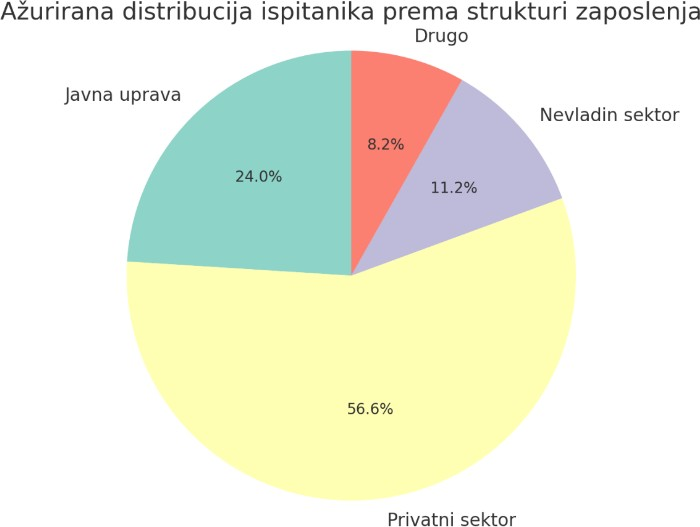 Ažurirana distribucija ispitanika prema strukturi zaposlenja
Drugo
Javna uprava
Nevladin sektor
8.2%
24.0%
11.2%
56.6%
Privatni sektor